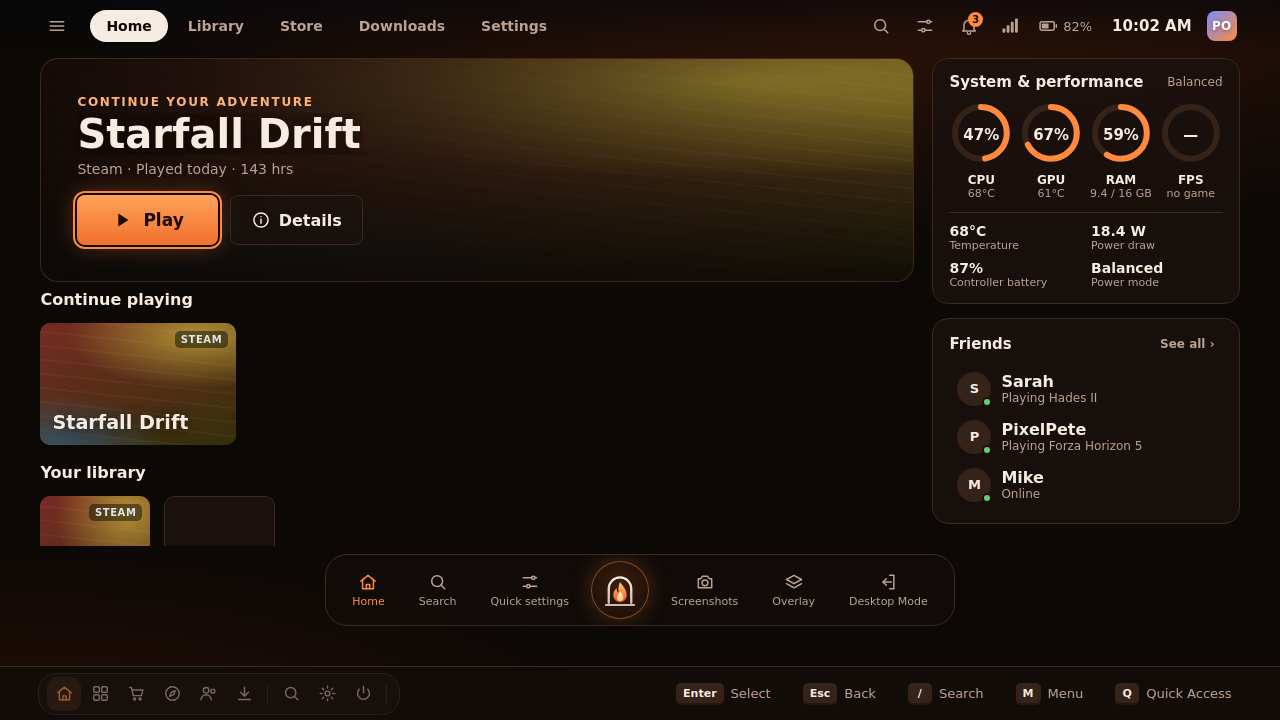 Home
Library
Store
Downloads
Settings
3
82%
10:02 AM
PO
CONTINUE YOUR ADVENTURE
Starfall Drift
Steam · Played today · 143 hrs
Play
Details
Continue playing
STEAM
Starfall Drift
Your library
STEAM
System & performance
Balanced
47%
67%
59%
—
CPU
GPU
RAM
FPS
68°C
61°C
9.4 / 16 GB
no game
68°C
18.4 W
Temperature
Power draw
87%
Balanced
Controller battery
Power mode
Friends
See all ›
S
Sarah
Playing Hades II
P
PixelPete
Playing Forza Horizon 5
M
Mike
Online
Home
Search
Quick settings
Screenshots
Overlay
Desktop Mode
Enter Select
Esc Back
/ Search
M Menu
Q Quick Access